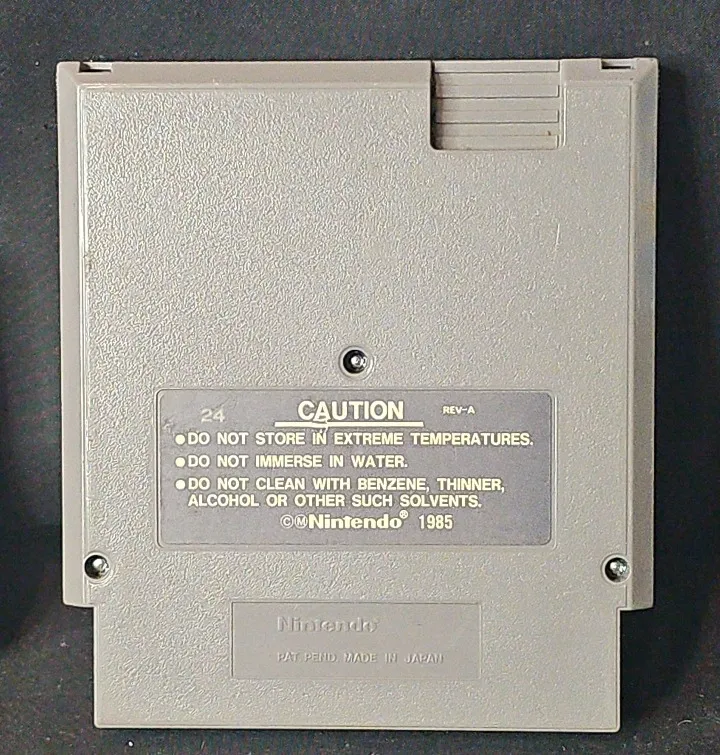 24 CAUTION REV-A
●DO NOT STORE IN EXTREME TEMPERATURES.
●DO NOT IMMERSE IN WATER.
●DO NOT CLEAN WITH BENZENE, THINNER,
ALCOHOL OR OTHER SUCH SOLVENTS.
©ⓂNintendo® 1985
Nintendo®
PAT. PEND. MADE IN JAPAN